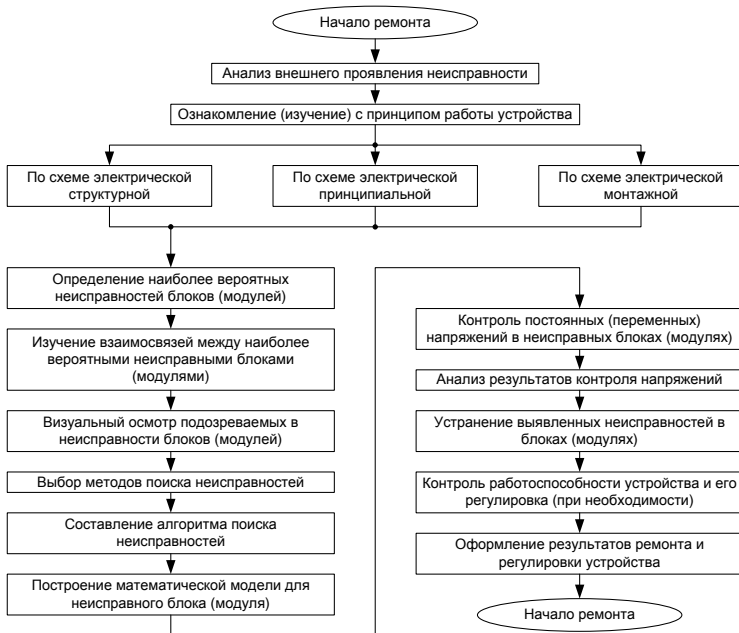 Начало ремонта
Анализ внешнего проявления неисправности
Ознакомление (изучение) с принципом работы устройства
По схеме электрической
структурной
По схеме электрической
принципиальной
По схеме электрической
монтажной
Определение наиболее вероятных
неисправностей блоков (модулей)
Изучение взаимосвязей между наиболее
вероятными неисправными блоками
(модулями)
Визуальный осмотр подозреваемых в
неисправности блоков (модулей)
Выбор методов поиска неисправностей
Составление алгоритма поиска
неисправностей
Построение математической модели для
неисправного блока (модуля)
Контроль постоянных (переменных)
напряжений в неисправных блоках (модулях)
Анализ результатов контроля напряжений
Устранение выявленных неисправностей в
блоках (модулях)
Контроль работоспособности устройства и его
регулировка (при необходимости)
Оформление результатов ремонта и
регулировки устройства
Начало ремонта